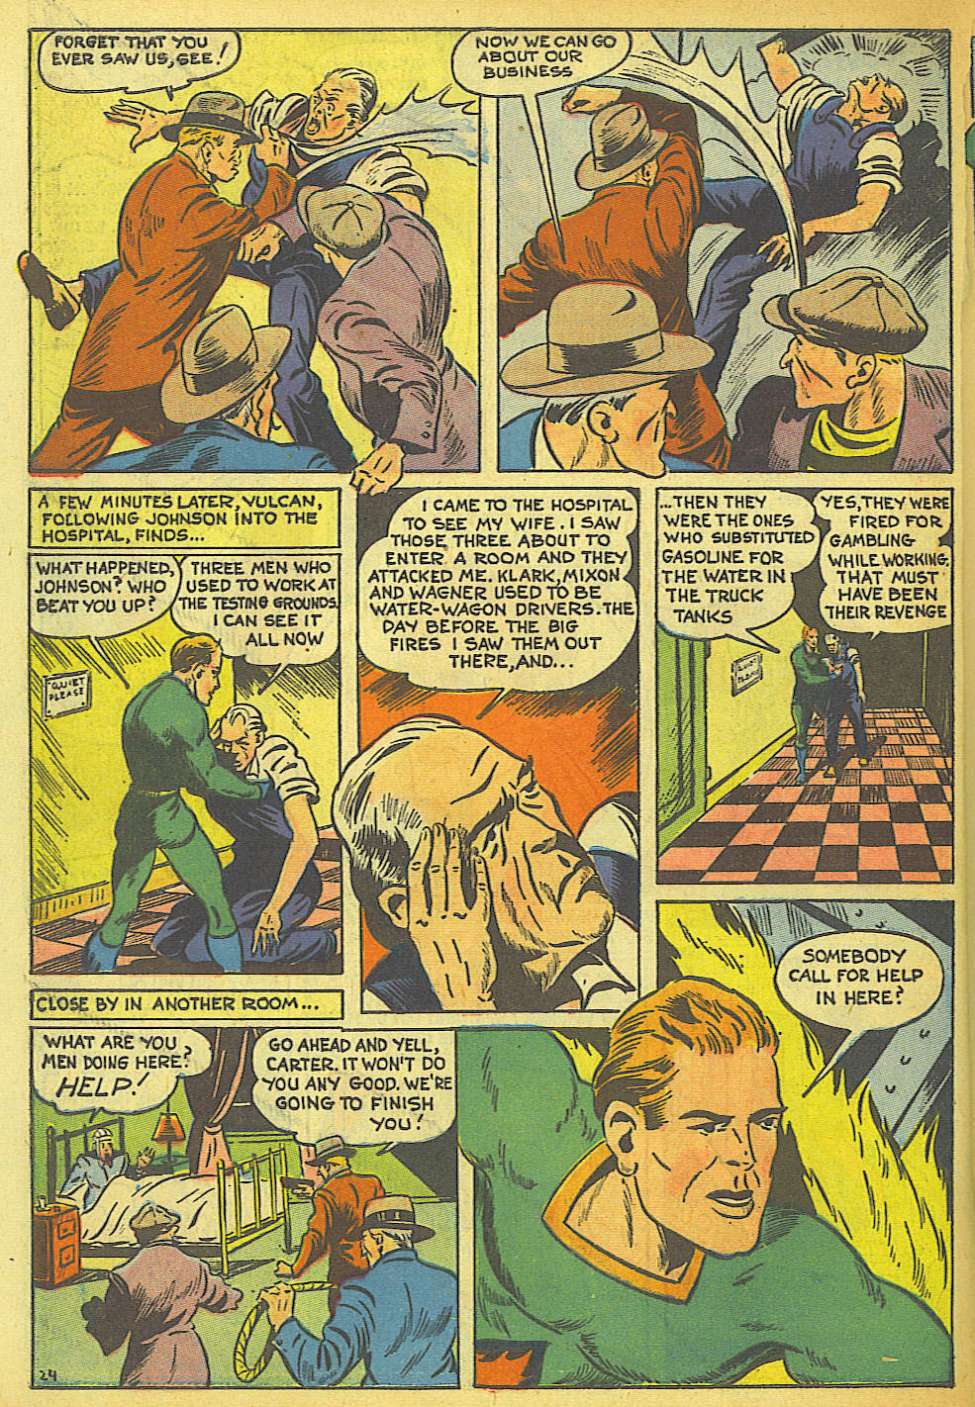 FORGET THAT YOU
EVER SAW US, SEE!
NOW WE CAN GO
ABOUT OUR
BUSINESS
A FEW MINUTES LATER, VULCAN,
FOLLOWING JOHNSON INTO THE
HOSPITAL, FINDS...
WHAT HAPPENED,
JOHNSON? WHO
BEAT YOU UP?
THREE MEN WHO
USED TO WORK AT
THE TESTING GROUNDS.
I CAN SEE IT
ALL NOW
QUIET
PLEASE
I CAME TO THE HOSPITAL
TO SEE MY WIFE. I SAW
THOSE THREE ABOUT TO
ENTER A ROOM AND THEY
ATTACKED ME. KLARK, MIXON
AND WAGNER USED TO BE
WATER-WAGON DRIVERS. THE
DAY BEFORE THE BIG
FIRES I SAW THEM OUT
THERE, AND...
...THEN THEY
WERE THE ONES
WHO SUBSTITUTED
GASOLINE FOR
THE WATER IN
THE TRUCK
TANKS
YES, THEY WERE
FIRED FOR
GAMBLING
WHILE WORKING.
THAT MUST
HAVE BEEN
THEIR REVENGE
QUIET
PLEASE
CLOSE BY IN ANOTHER ROOM...
WHAT ARE YOU
MEN DOING HERE?
HELP!
GO AHEAD AND YELL,
CARTER. IT WON'T DO
YOU ANY GOOD. WE'RE
GOING TO FINISH
YOU!
SOMEBODY
CALL FOR HELP
IN HERE?
24